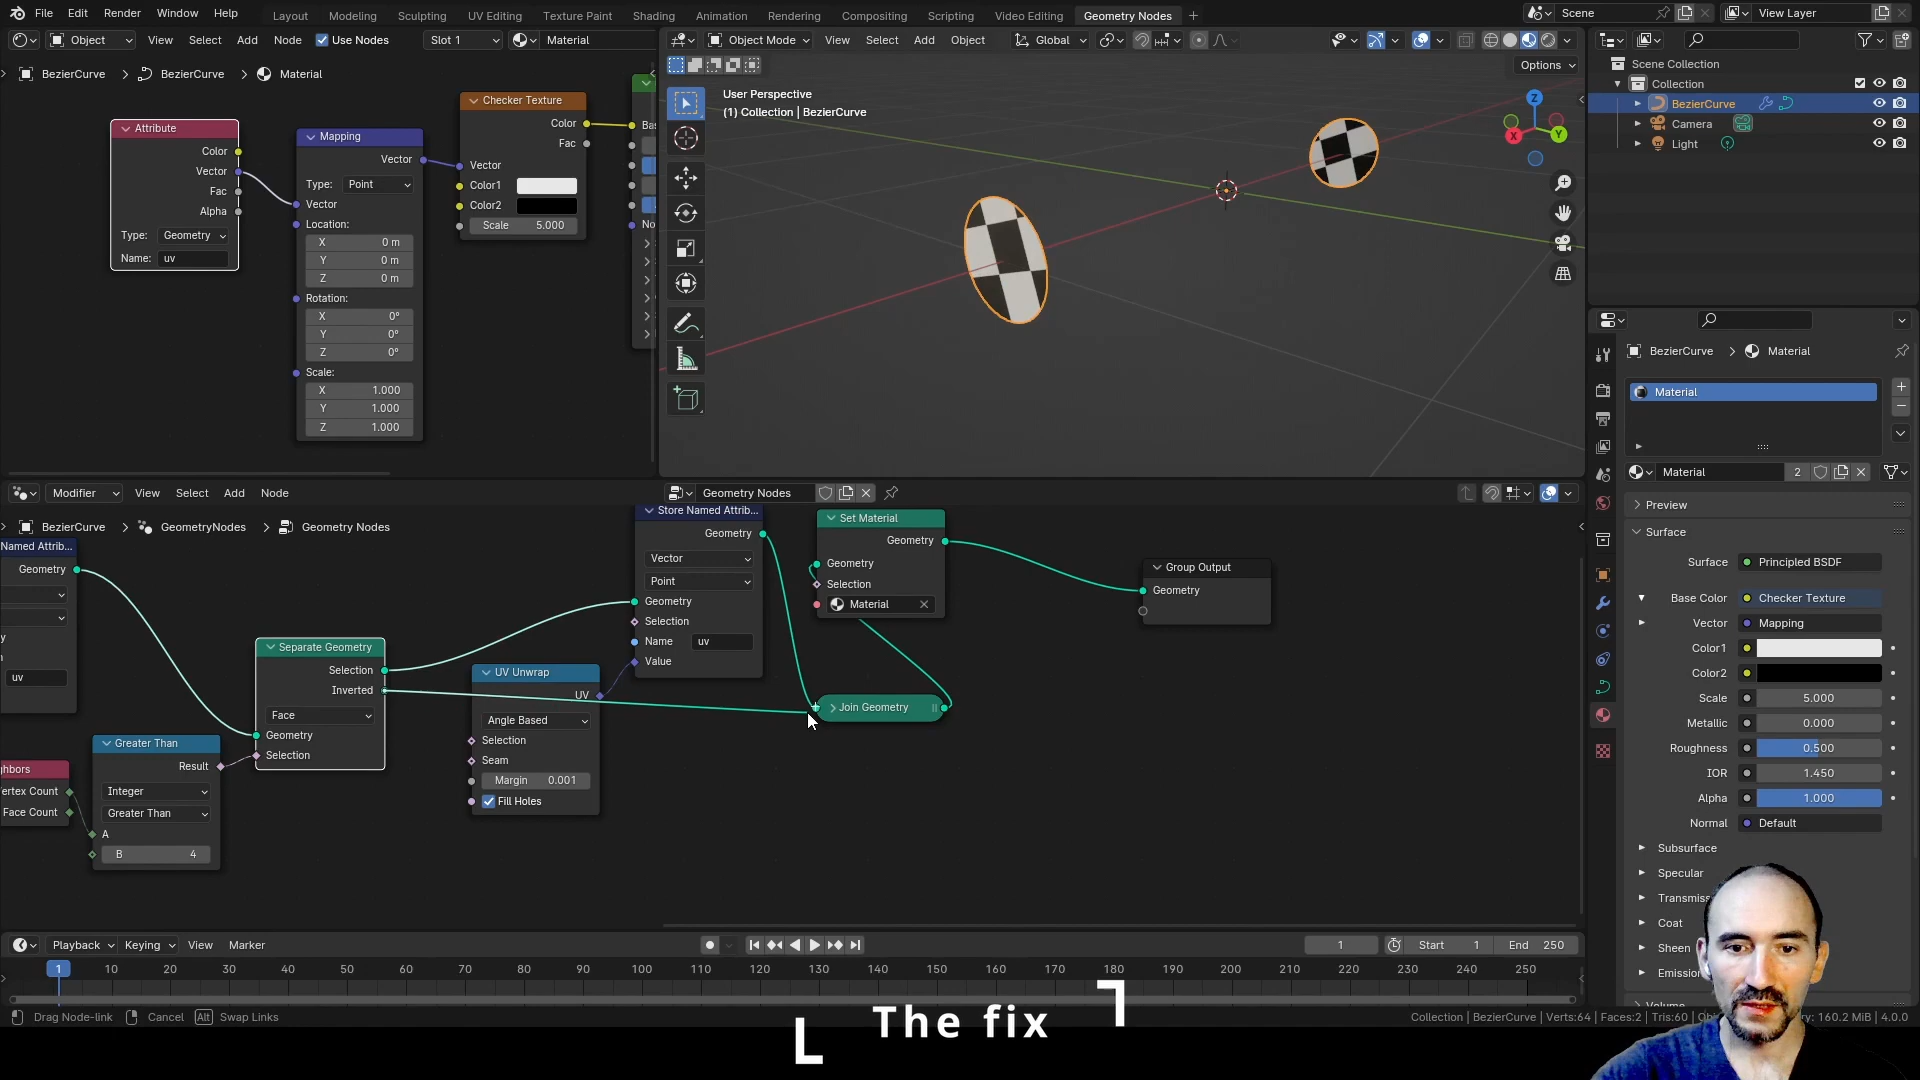 File Edit Render Window Help Layout Modeling Sculpting UV Editing Texture Paint Shading Animation Rendering Compositing Scripting Video Editing Geometry Nodes + Scene View Layer
Object View Select Add Node Use Nodes Slot 1 Material
Object Mode View Select Add Object Global
Options
BezierCurve > BezierCurve > Material
User Perspective
(1) Collection | BezierCurve
Z
X
Y
Scene Collection
Collection
BezierCurve
Camera
Light
Attribute
Color
Vector
Fac
Alpha
Type: Geometry
Name: uv
Mapping
Vector
Type: Point
Vector
Location:
X 0 m
Y 0 m
Z 0 m
Rotation:
X 0°
Y 0°
Z 0°
Scale:
X 1.000
Y 1.000
Z 1.000
Checker Texture
Color
Fac
Vector
Color1
Color2
Scale 5.000
Bas
No
BezierCurve > Material
Material
Material 2
Preview
Surface
Surface Principled BSDF
Base Color Checker Texture
Vector Mapping
Color1
Color2
Scale 5.000
Metallic 0.000
Roughness 0.500
IOR 1.450
Alpha 1.000
Normal Default
Subsurface
Specular
Transmiss
Coat
Sheen
Emission
Modifier View Select Add Node Geometry Nodes
BezierCurve > GeometryNodes > Geometry Nodes
Named Attrib...
Geometry
uv
ghbors
ertex Count
Face Count
Greater Than
Result
Integer
Greater Than
A
B 4
Separate Geometry
Selection
Inverted
Face
Geometry
Selection
UV Unwrap
UV
Angle Based
Selection
Seam
Margin 0.001
Fill Holes
Store Named Attrib...
Geometry
Vector
Point
Geometry
Selection
Name uv
Value
Set Material
Geometry
Geometry
Selection
Material
Join Geometry
Group Output
Geometry
Playback Keying View Marker 1 Start 1 End 250
1 10 20 30 40 50 60 70 80 90 100 110 120 130 140 150 160 170 180 190 200 210 220 230 240 250
Drag Node-link Cancel Alt Swap Links
Collection | BezierCurve | Verts:64 | Faces:2 | Tris:60 | Ob
ry: 160.2 MiB | 4.0.0
The fix